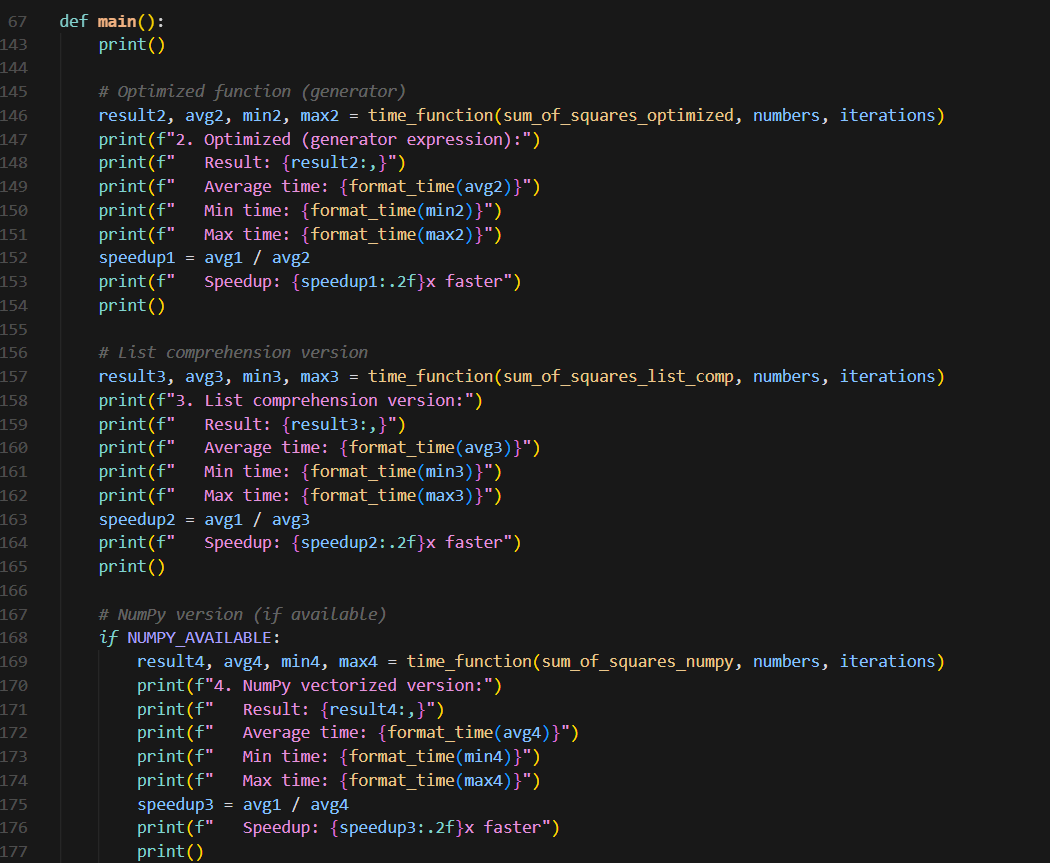 67 def main():
143     print()
144
145     # Optimized function (generator)
146     result2, avg2, min2, max2 = time_function(sum_of_squares_optimized, numbers, iterations)
147     print(f"2. Optimized (generator expression):")
148     print(f"   Result: {result2:,}")
149     print(f"   Average time: {format_time(avg2)}")
150     print(f"   Min time: {format_time(min2)}")
151     print(f"   Max time: {format_time(max2)}")
152     speedup1 = avg1 / avg2
153     print(f"   Speedup: {speedup1:.2f}x faster")
154     print()
155
156     # List comprehension version
157     result3, avg3, min3, max3 = time_function(sum_of_squares_list_comp, numbers, iterations)
158     print(f"3. List comprehension version:")
159     print(f"   Result: {result3:,}")
160     print(f"   Average time: {format_time(avg3)}")
161     print(f"   Min time: {format_time(min3)}")
162     print(f"   Max time: {format_time(max3)}")
163     speedup2 = avg1 / avg3
164     print(f"   Speedup: {speedup2:.2f}x faster")
165     print()
166
167     # NumPy version (if available)
168     if NUMPY_AVAILABLE:
169         result4, avg4, min4, max4 = time_function(sum_of_squares_numpy, numbers, iterations)
170         print(f"4. NumPy vectorized version:")
171         print(f"   Result: {result4:,}")
172         print(f"   Average time: {format_time(avg4)}")
173         print(f"   Min time: {format_time(min4)}")
174         print(f"   Max time: {format_time(max4)}")
175         speedup3 = avg1 / avg4
176         print(f"   Speedup: {speedup3:.2f}x faster")
177         print()